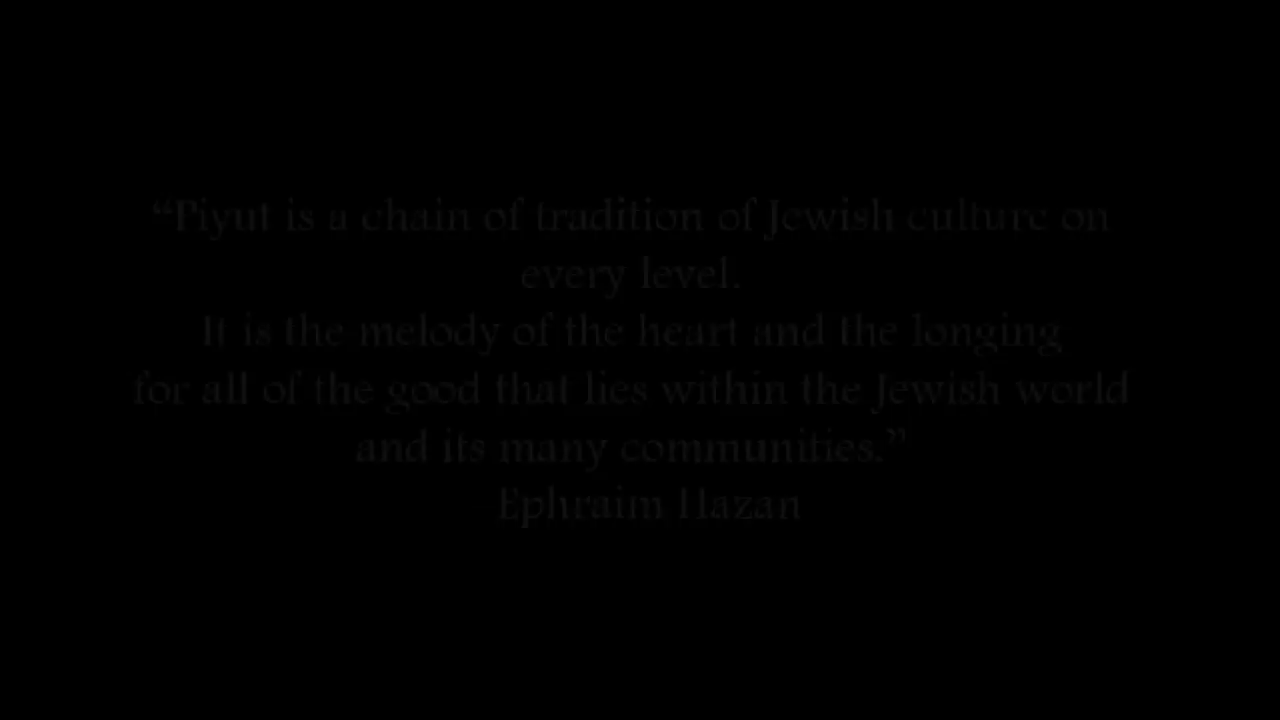 “Piyut is a chain of tradition of Jewish culture on
every level.
It is the melody of the heart and the longing
for all of the good that lies within the Jewish world
and its many communities.”
Ephraim Hazan